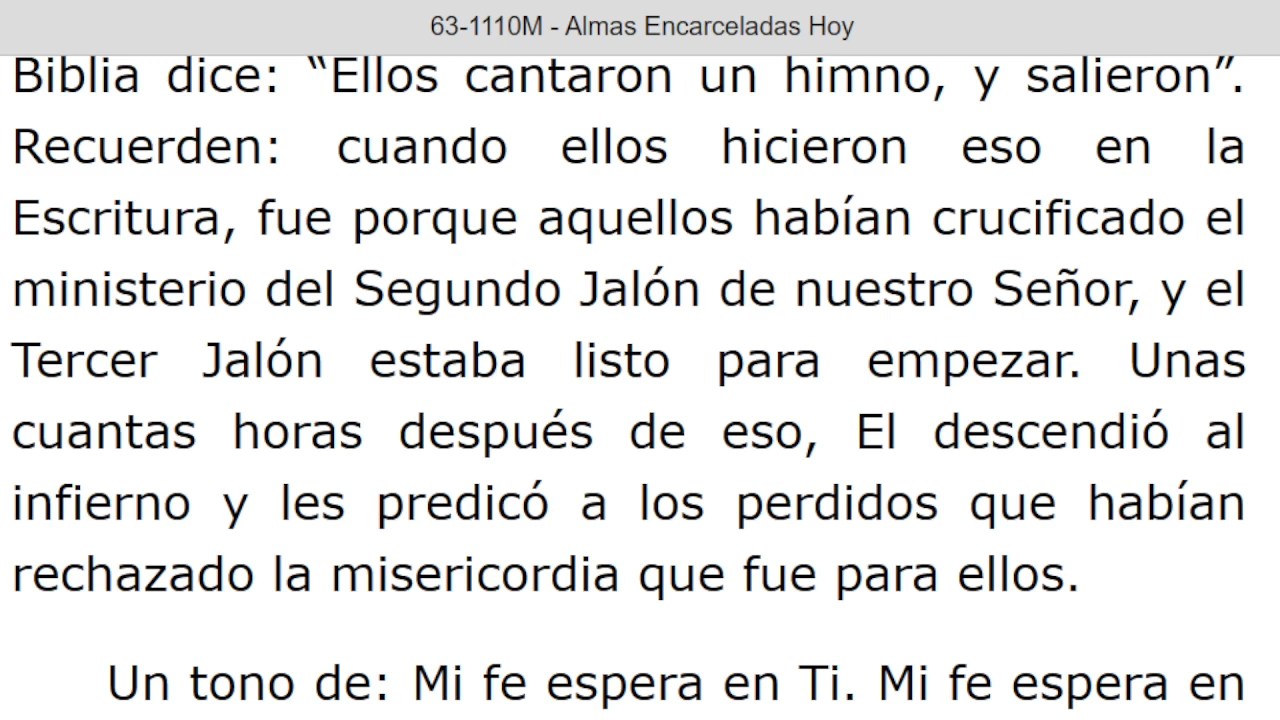 63-1110M - Almas Encarceladas Hoy
Biblia dice: “Ellos cantaron un himno, y salieron”.
Recuerden: cuando ellos hicieron eso en la
Escritura, fue porque aquellos habían crucificado el
ministerio del Segundo Jalón de nuestro Señor, y el
Tercer Jalón estaba listo para empezar. Unas
cuantas horas después de eso, El descendió al
infierno y les predicó a los perdidos que habían
rechazado la misericordia que fue para ellos.
Un tono de: Mi fe espera en Ti. Mi fe espera en